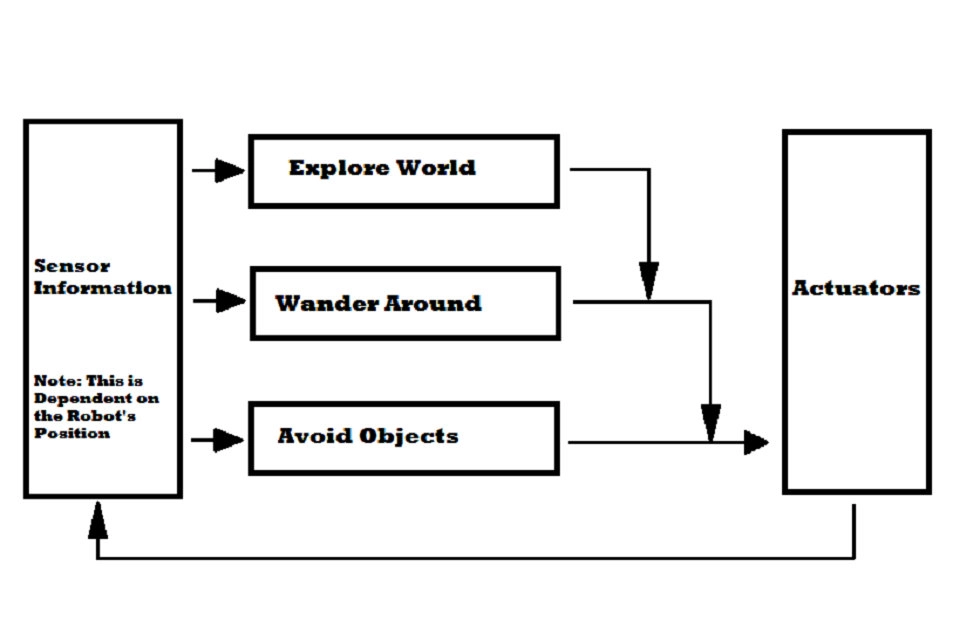 Explore World
Sensor
Information
Wander Around
Actuators
Note: This is
Dependent on
the Robot's
Position
Avoid Objects